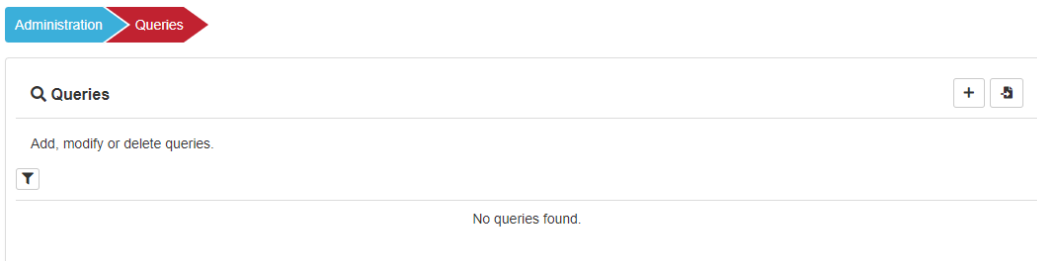 Administration Queries
Queries
Add, modify or delete queries.
No queries found.